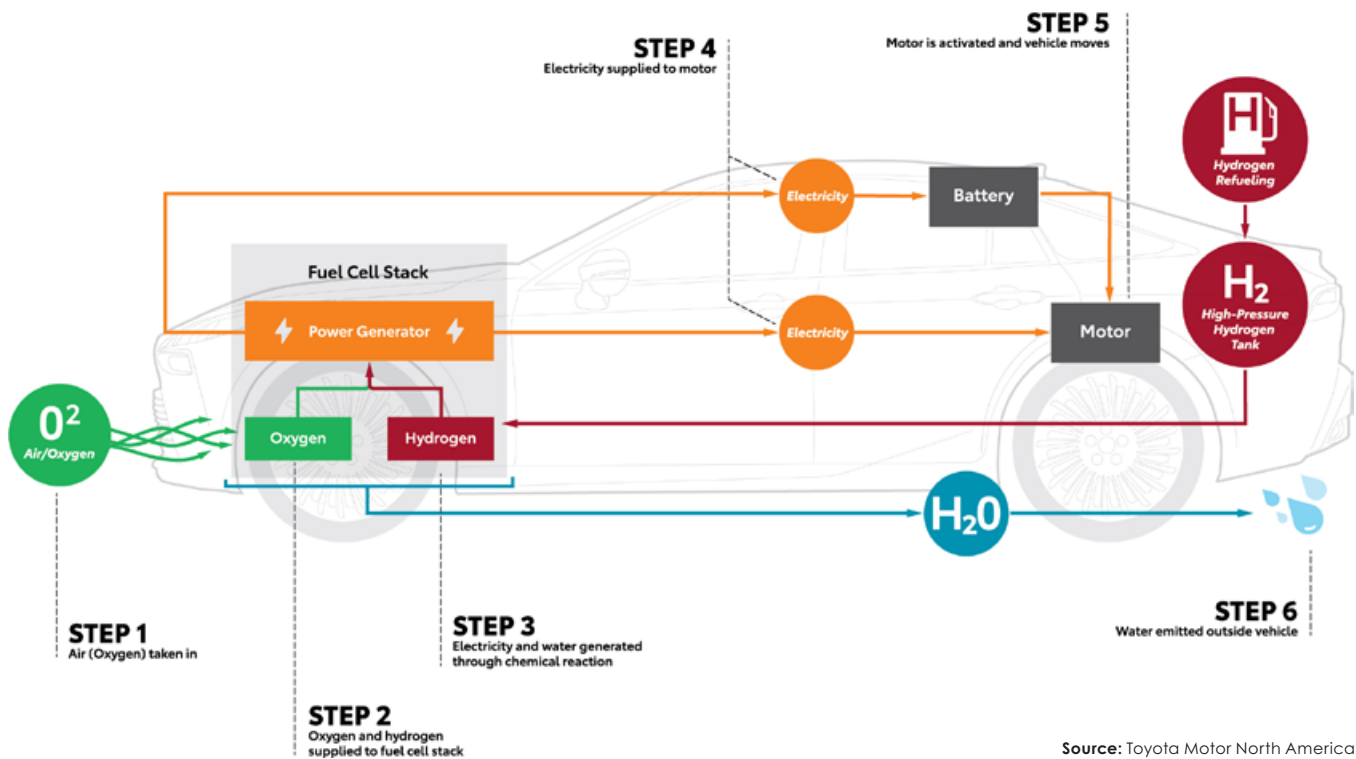 STEP 5
Motor is activated and vehicle moves
STEP 4
Electricity supplied to motor
H
Hydrogen
Refueling
Electricity
Battery
Fuel Cell Stack
H₂
High-Pressure
Hydrogen
Tank
Power Generator
Electricity
Motor
0²
Air/Oxygen
Oxygen
Hydrogen
H₂0
STEP 1
Air (Oxygen) taken in
STEP 3
Electricity and water generated
through chemical reaction
STEP 6
Water emitted outside vehicle
STEP 2
Oxygen and hydrogen
supplied to fuel cell stack
Source: Toyota Motor North America